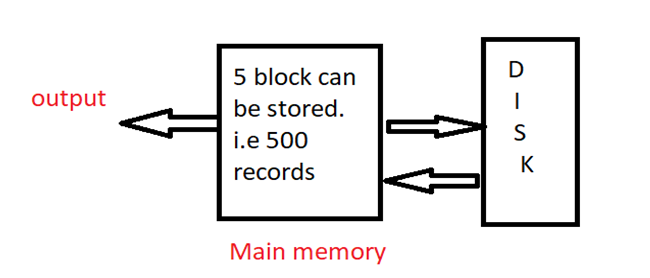 output
5 block can
be stored.
i.e 500
records
Main memory
D
I
S
K